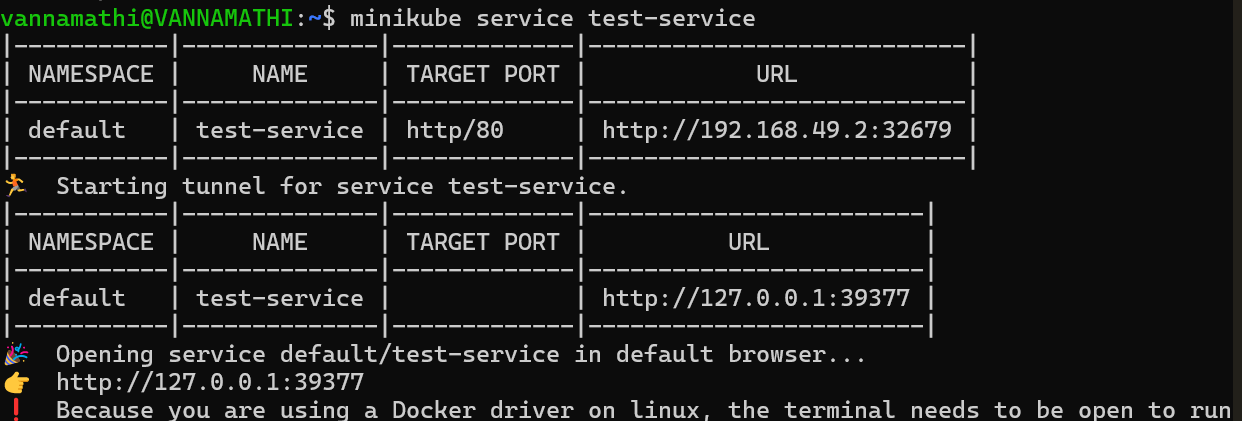 vannamathi@VANNAMATHI:~$ minikube service test-service
|-----------|--------------|-------------|---------------------------|
| NAMESPACE |     NAME     | TARGET PORT |            URL            |
|-----------|--------------|-------------|---------------------------|
| default   | test-service | http/80     | http://192.168.49.2:32679 |
|-----------|--------------|-------------|---------------------------|
🏃  Starting tunnel for service test-service.
|-----------|--------------|-------------|------------------------|
| NAMESPACE |     NAME     | TARGET PORT |          URL           |
|-----------|--------------|-------------|------------------------|
| default   | test-service |             | http://127.0.0.1:39377 |
|-----------|--------------|-------------|------------------------|
🎉  Opening service default/test-service in default browser...
👉  http://127.0.0.1:39377
❗  Because you are using a Docker driver on linux, the terminal needs to be open to run